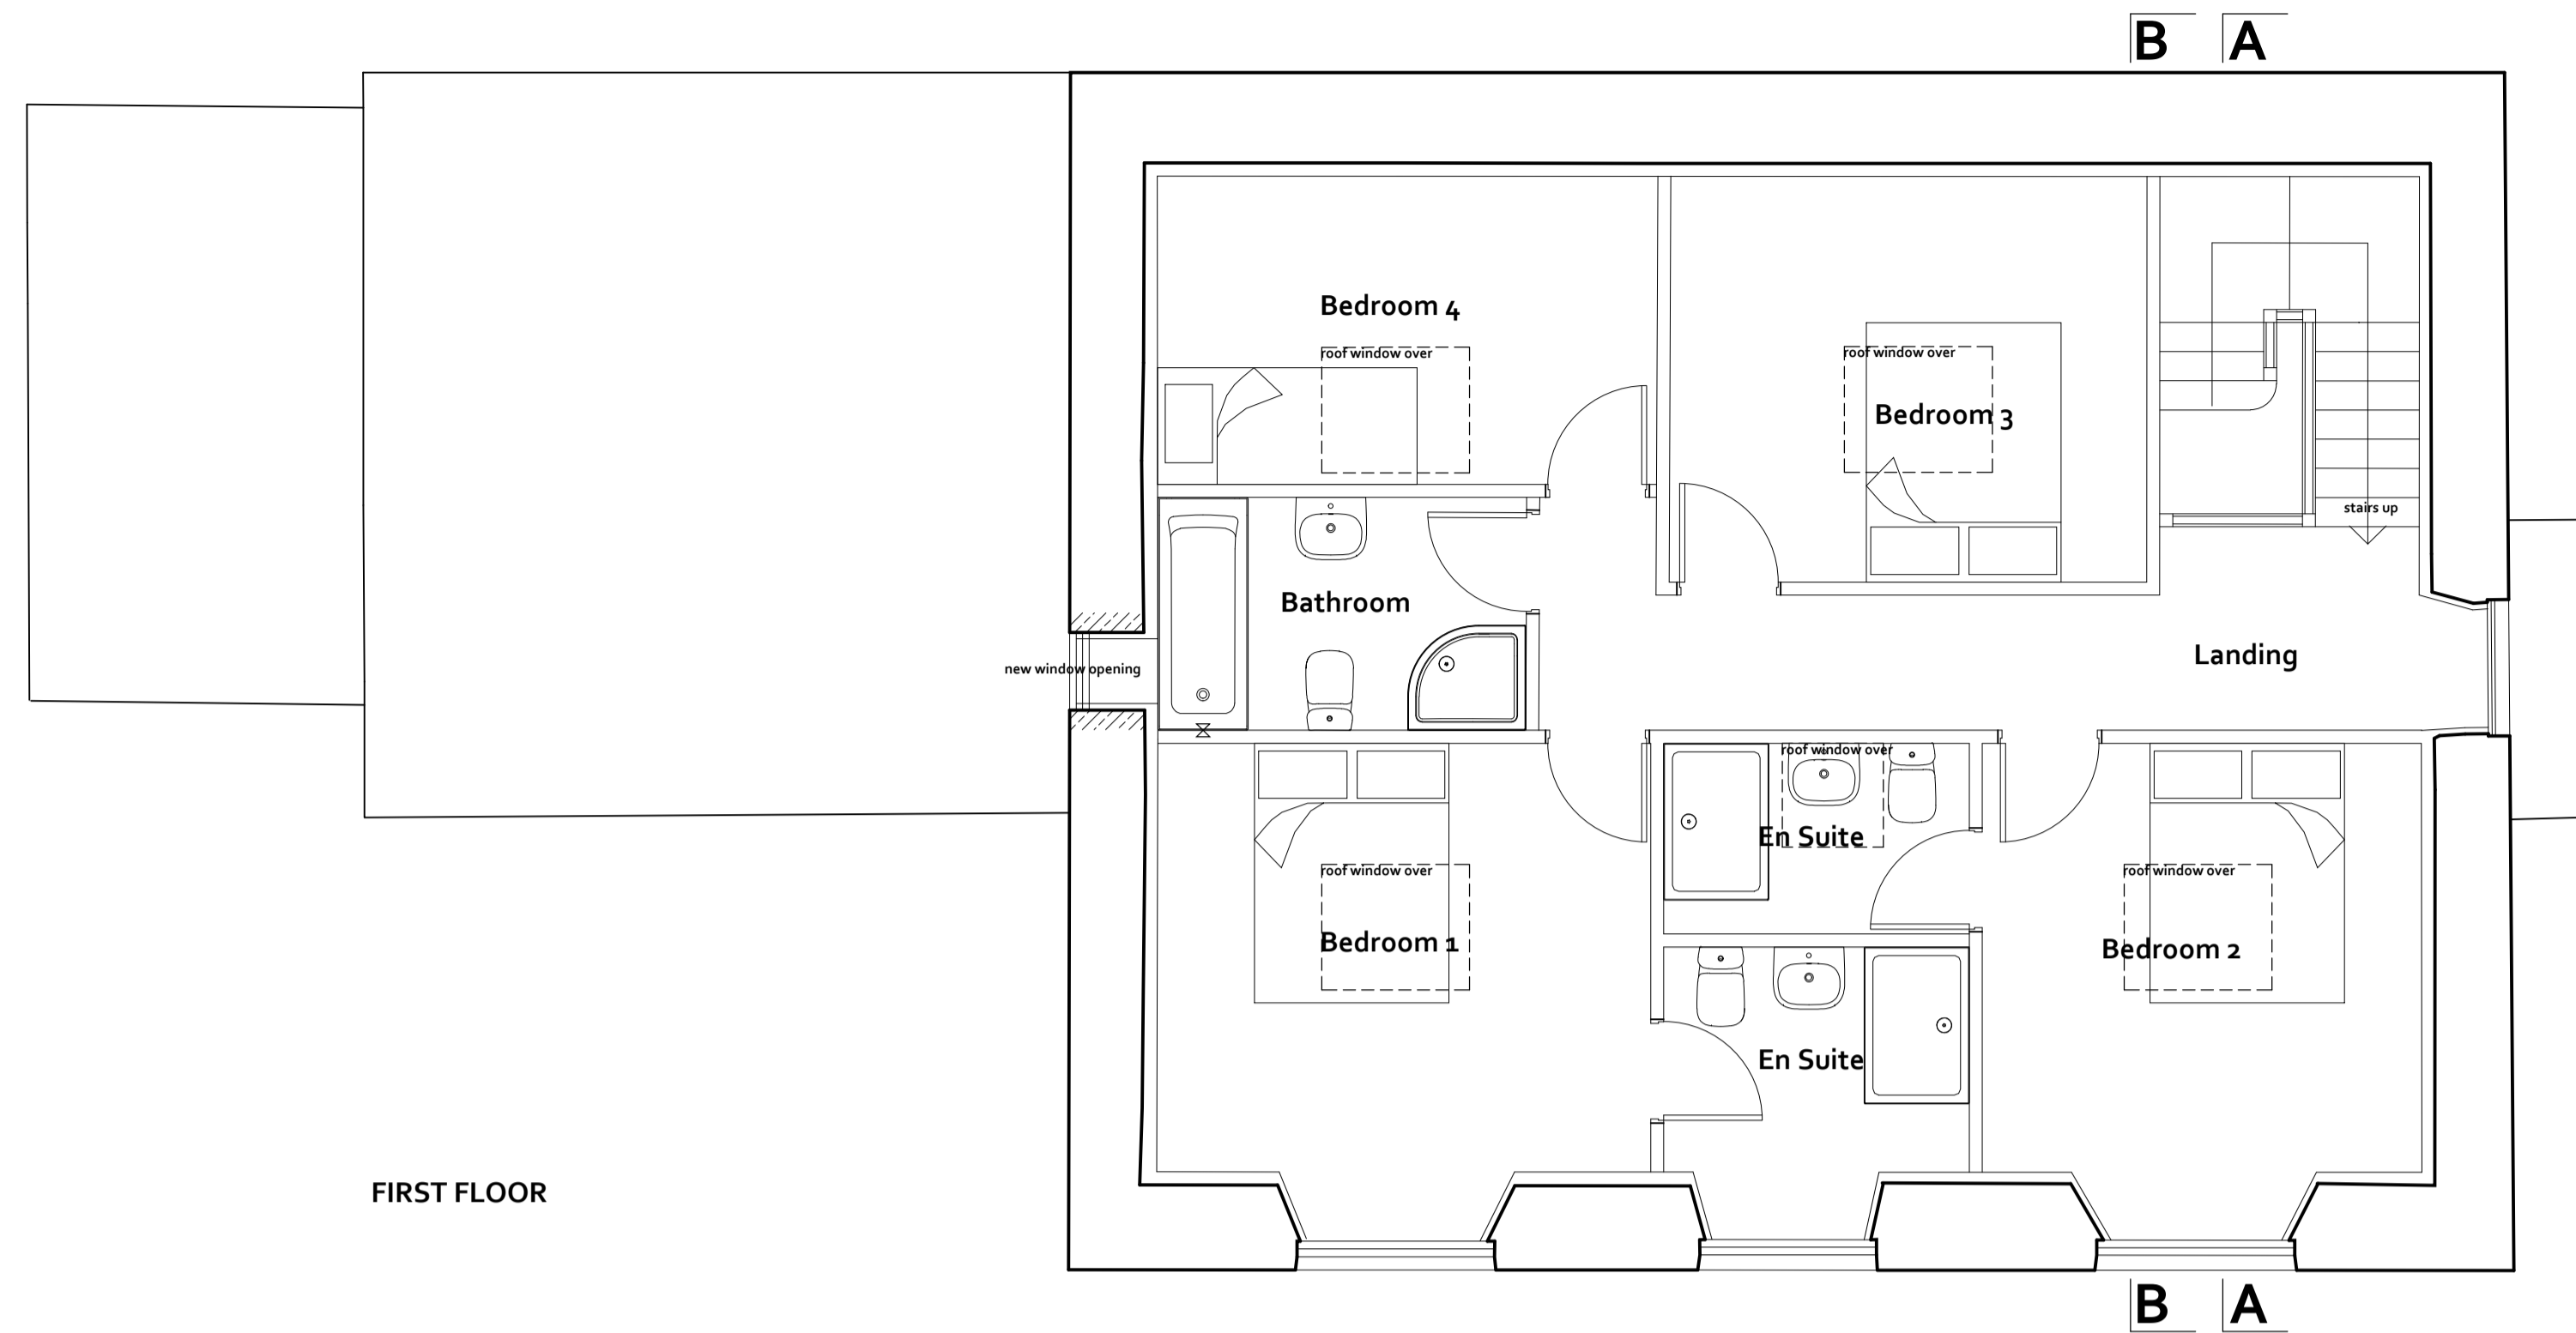 B A
Bedroom 4
roof window over
roof window over
Bedroom 3
stairs up
Bathroom
Landing
new window opening
roof window over
En Suite
roof window over
roof window over
Bedroom 1
Bedroom 2
En Suite
FIRST FLOOR
B A